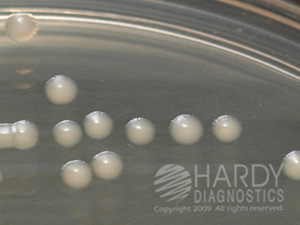 HARDY
DIAGNOSTICS
Copyright 2009 All rights reserved.